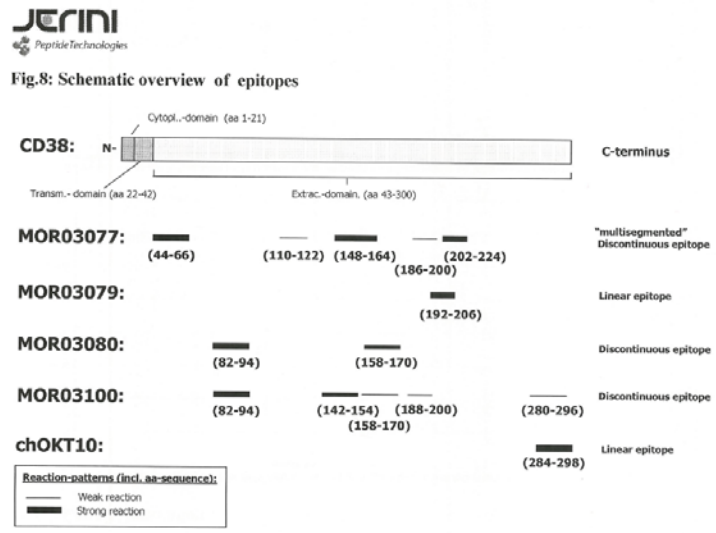 JERINI
PeptideTechnologies
Fig.8: Schematic overview of epitopes
Cytopl..-domain (aa 1-21)
CD38: N- C-terminus
Transm.- domain (aa 22-42) Extrac.-domain. (aa 43-300)
MOR03077: "multisegmented"
Discontinuous epitope
(44-66) (110-122) (148-164) (202-224)
(186-200)
MOR03079: Linear epitope
(192-206)
MOR03080: Discontinuous epitope
(82-94) (158-170)
MOR03100: Discontinuous epitope
(82-94) (142-154) (188-200) (280-296)
(158-170)
chOKT10: Linear epitope
(284-298)
Reaction-patterns (incl. aa-sequence):
Weak reaction
Strong reaction